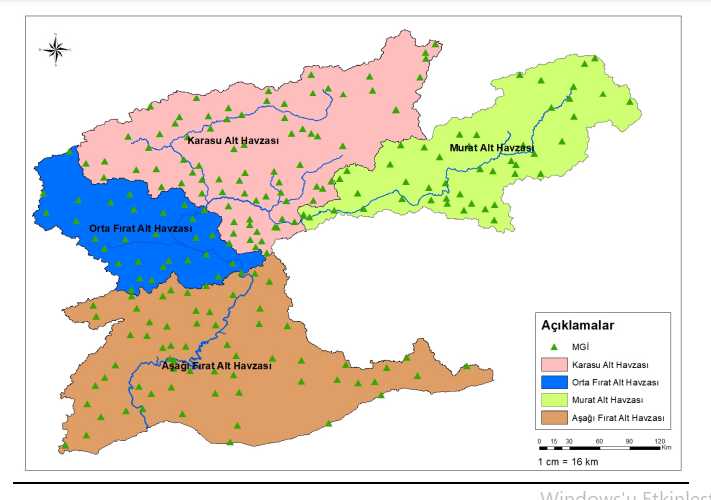 Karasu Alt Havzası
Murat Alt Havzası
Orta Fırat Alt Havzası
Aşağı Fırat Alt Havzası
Açıklamalar
MGİ
Karasu Alt Havzası
Orta Fırat Alt Havzası
Murat Alt Havzası
Aşağı Fırat Alt Havzası
0 15 30 60 90 120
Km
1 cm = 16 km
Windows'u Etkinleşt